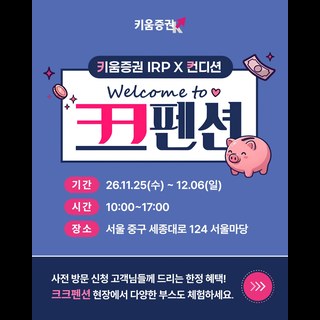 키움증권
키움증권 IRP X 컨디션
Welcome to
크펜션
기간 26.11.25(수) ~ 12.06(일)
시간 10:00~17:00
장소 서울 중구 세종대로 124 서울마당
사전 방문 신청 고객님들께 드리는 한정 혜택!
크크펜션 현장에서 다양한 부스도 체험하세요.